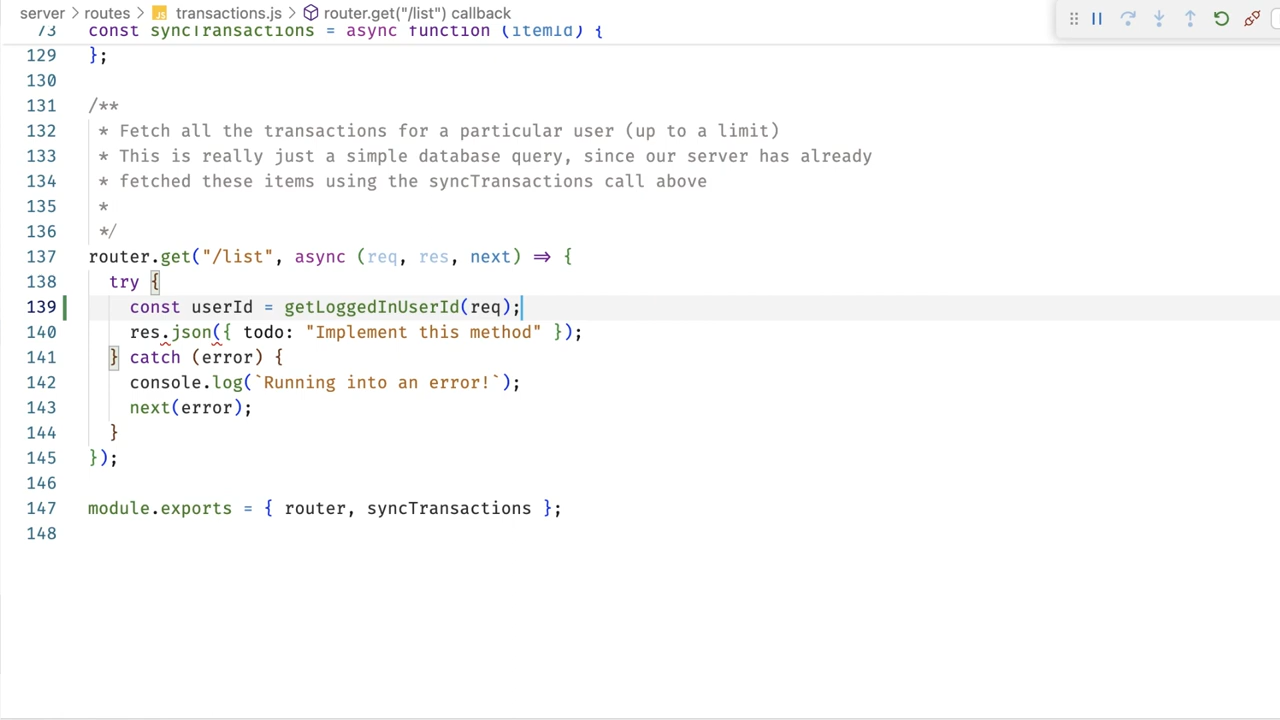 server > routes > JS transactions.js > router.get("/list") callback
73 const syncTransactions = async function (itemId) {
129 };
130
131 /**
132 * Fetch all the transactions for a particular user (up to a limit)
133 * This is really just a simple database query, since our server has already
134 * fetched these items using the syncTransactions call above
135 *
136 */
137 router.get("/list", async (req, res, next) => {
138 try {
139 const userId = getLoggedInUserId(req);
140 res.json({ todo: "Implement this method" });
141 } catch (error) {
142 console.log(`Running into an error!`);
143 next(error);
144 }
145 });
146
147 module.exports = { router, syncTransactions };
148